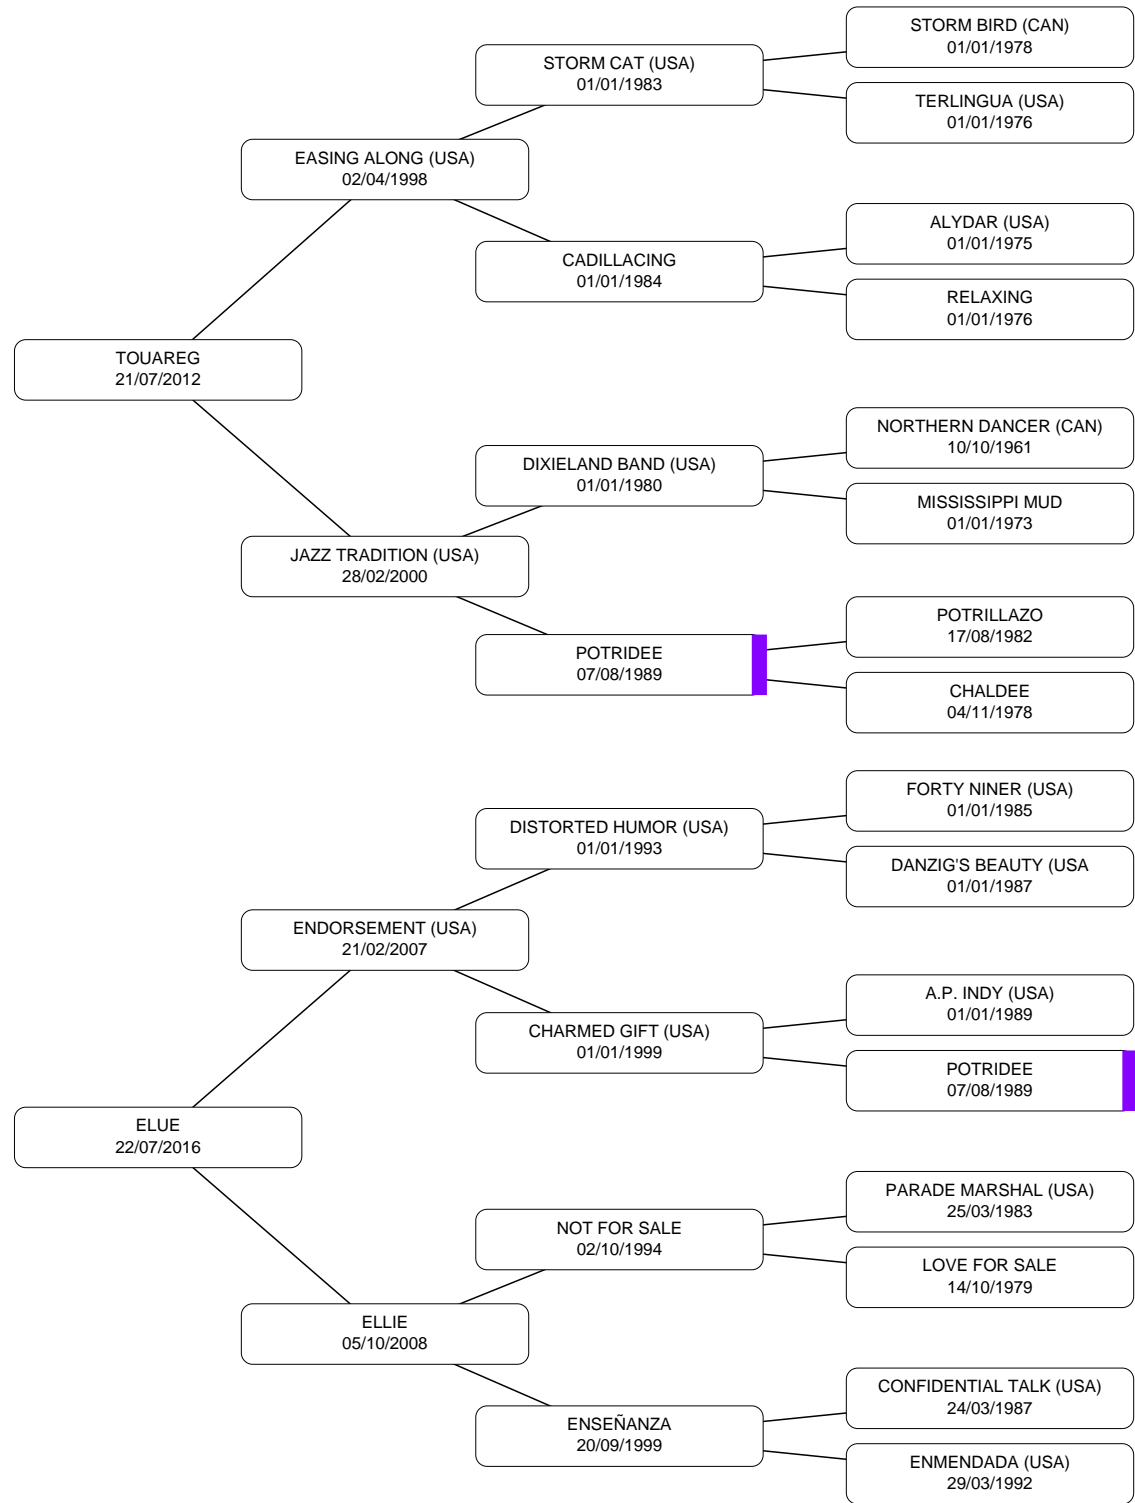 STORM BIRD (CAN)
01/01/1978
STORM CAT (USA)
01/01/1983
TERLINGUA (USA)
01/01/1976
EASING ALONG (USA)
02/04/1998
ALYDAR (USA)
01/01/1975
CADILLACING
01/01/1984
RELAXING
01/01/1976
TOUAREG
21/07/2012
NORTHERN DANCER (CAN)
10/10/1961
DIXIELAND BAND (USA)
01/01/1980
MISSISSIPPI MUD
01/01/1973
JAZZ TRADITION (USA)
28/02/2000
POTRILLAZO
17/08/1982
POTRIDEE
07/08/1989
CHALDEE
04/11/1978
FORTY NINER (USA)
01/01/1985
DISTORTED HUMOR (USA)
01/01/1993
DANZIG'S BEAUTY (USA
01/01/1987
ENDORSEMENT (USA)
21/02/2007
A.P. INDY (USA)
01/01/1989
CHARMED GIFT (USA)
01/01/1999
POTRIDEE
07/08/1989
ELUE
22/07/2016
PARADE MARSHAL (USA)
25/03/1983
NOT FOR SALE
02/10/1994
LOVE FOR SALE
14/10/1979
ELLIE
05/10/2008
CONFIDENTIAL TALK (USA)
24/03/1987
ENSEÑANZA
20/09/1999
ENMENDADA (USA)
29/03/1992